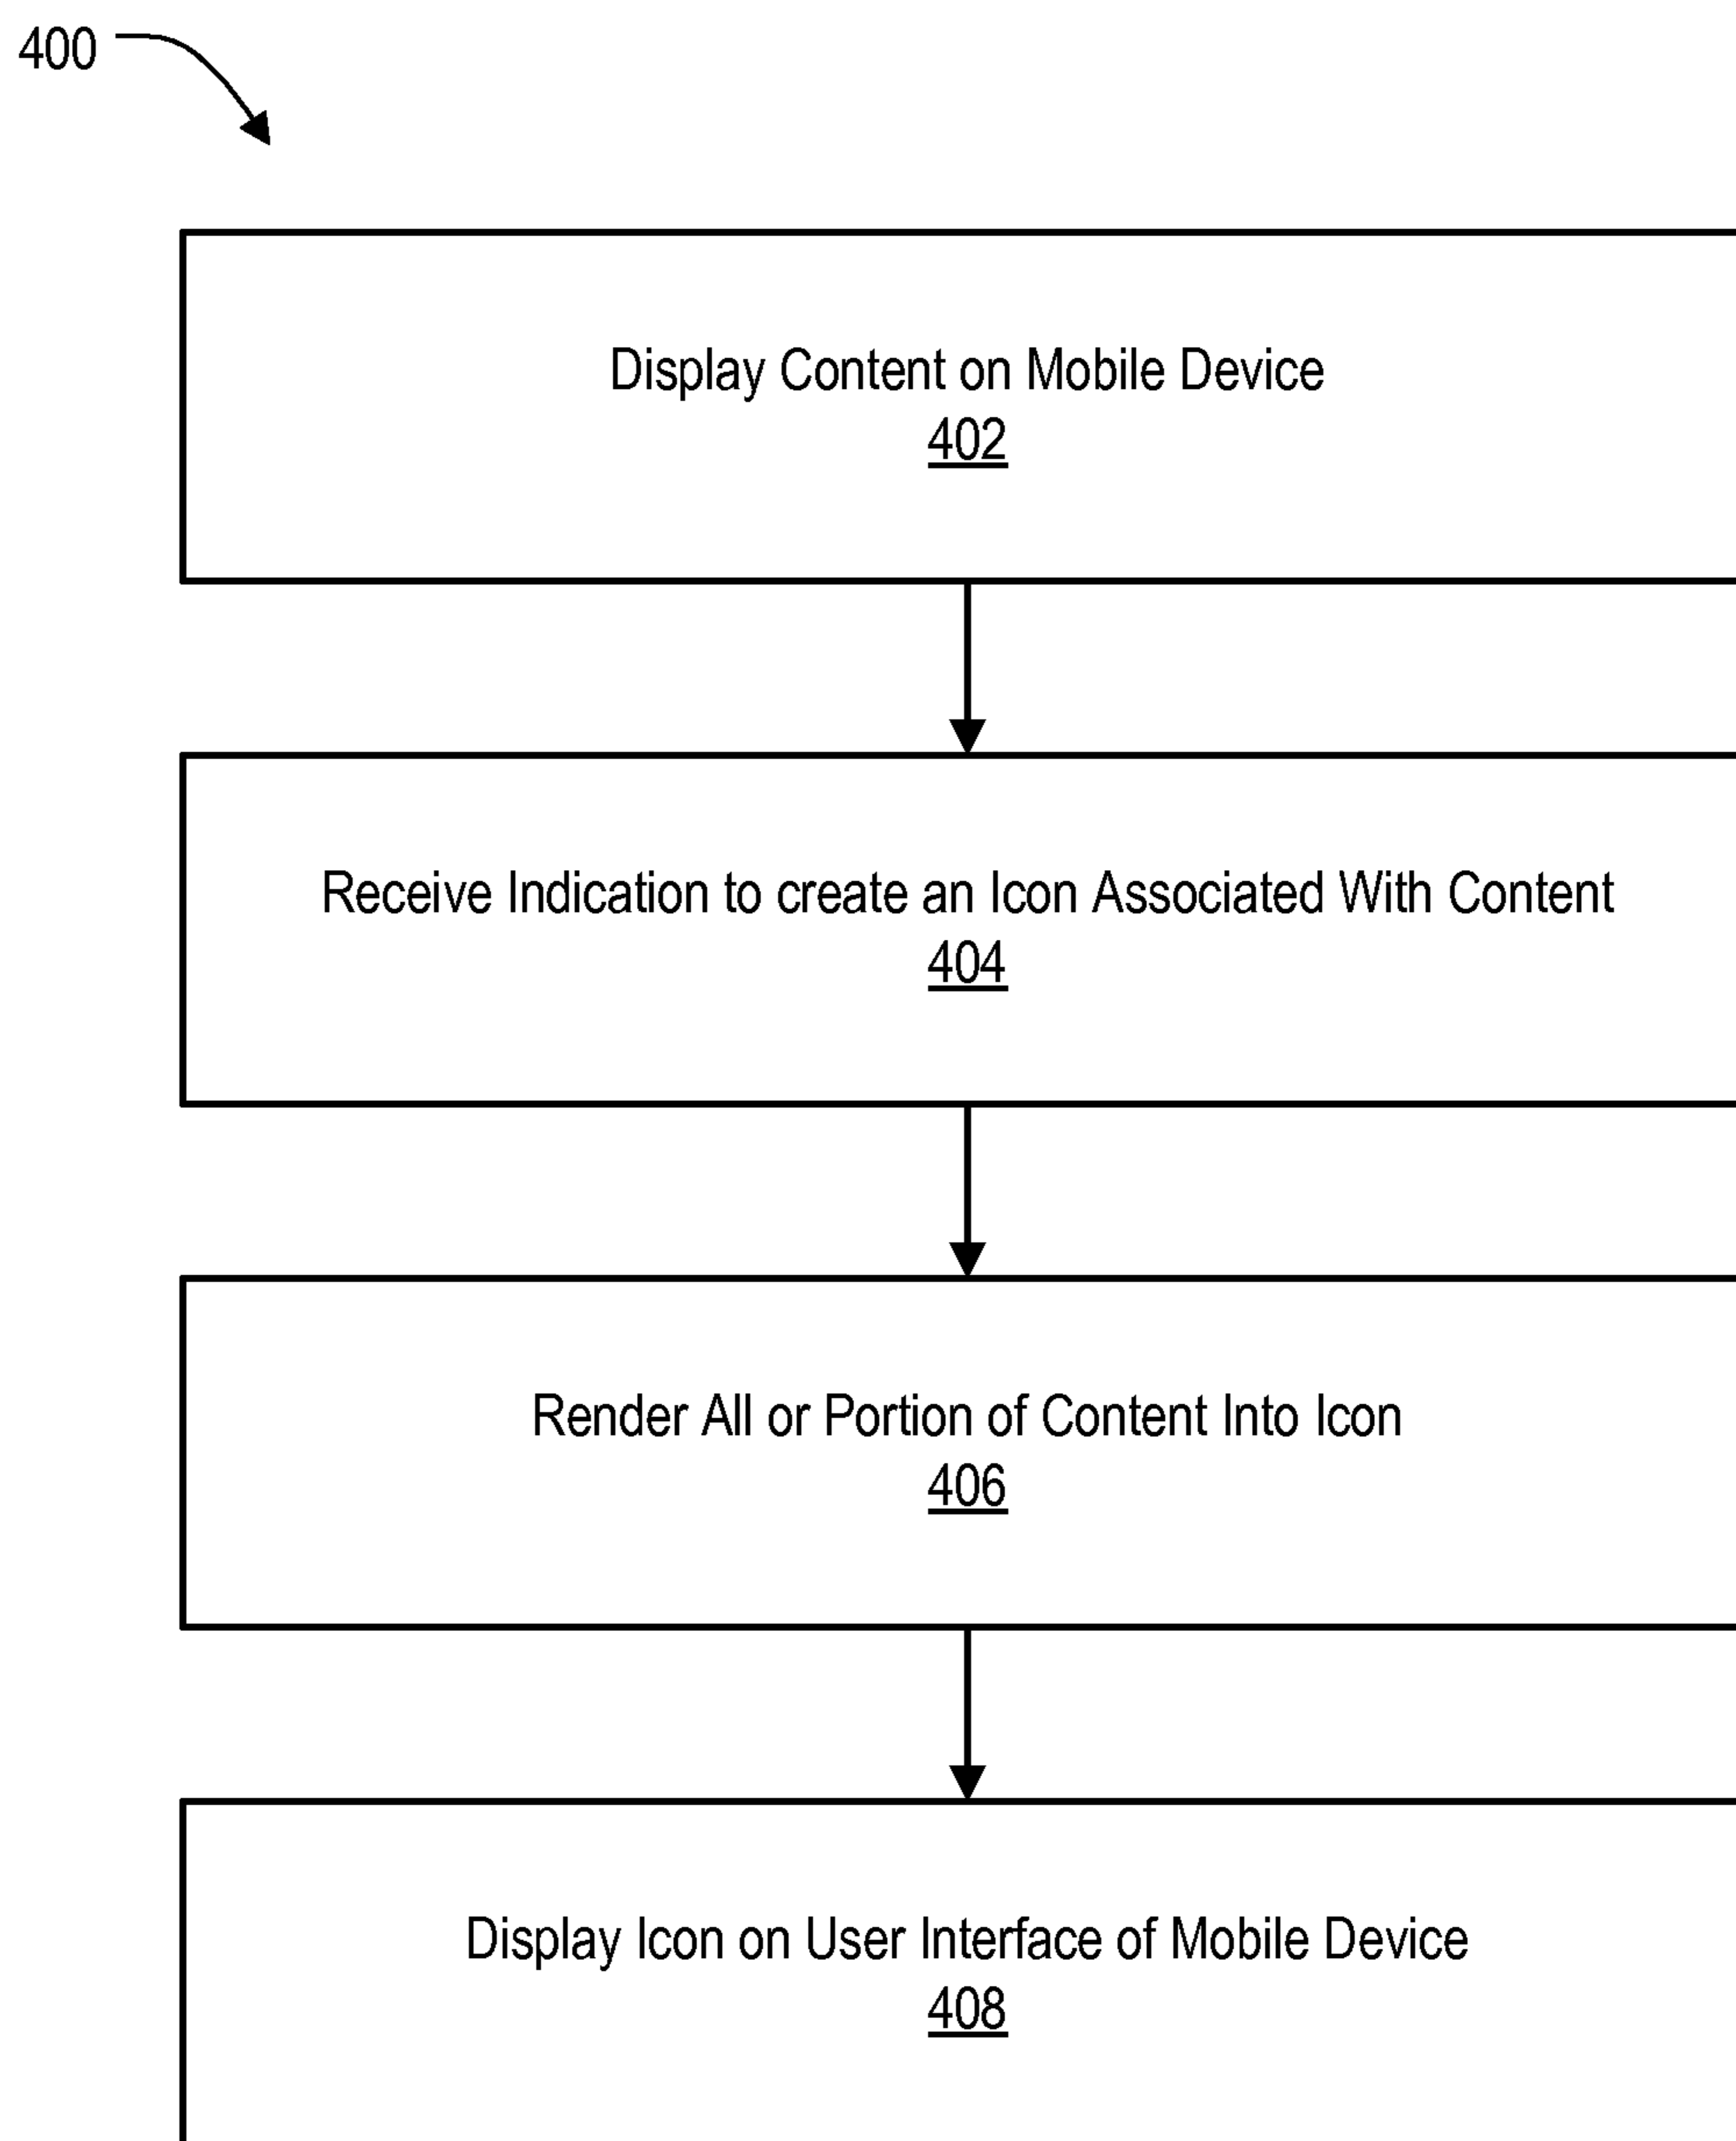 400
Display Content on Mobile Device
402
Receive Indication to create an Icon Associated With Content
404
Render All or Portion of Content Into Icon
406
Display Icon on User Interface of Mobile Device
408